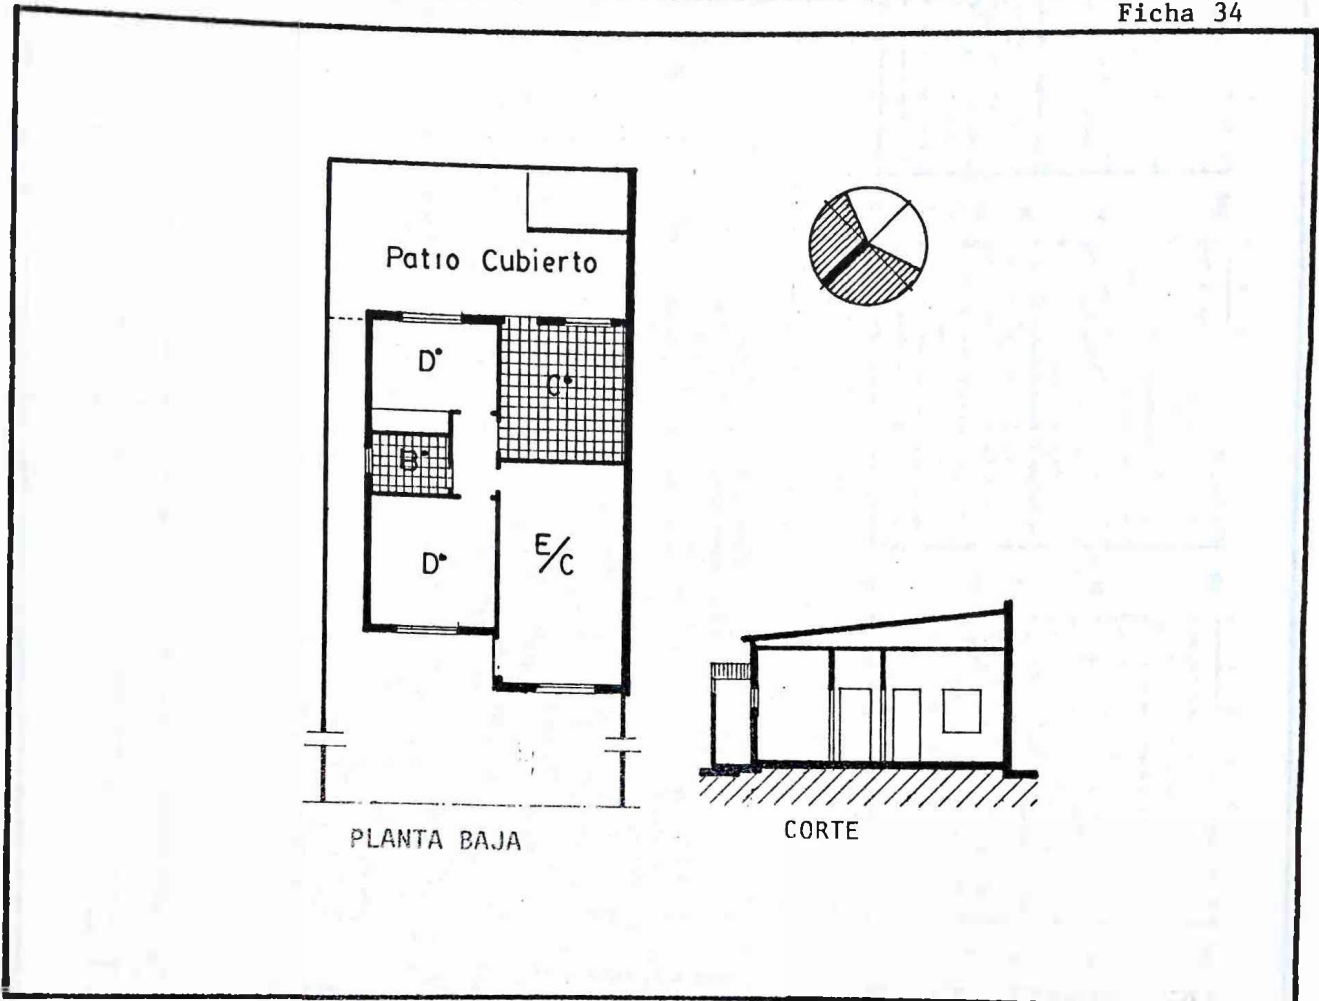 Ficha 34
Patio Cubierto
D•
C•
B•
E/C
D•
PLANTA BAJA
CORTE